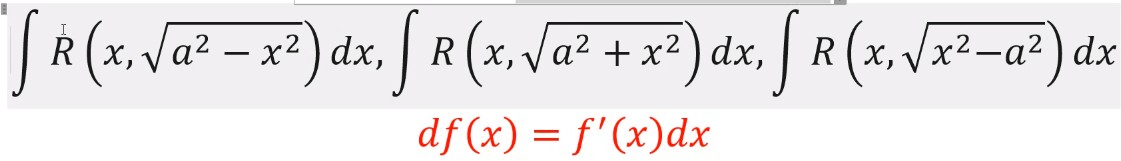 ∫ R(x, √(a² − x²)) dx, ∫ R(x, √(a² + x²)) dx, ∫ R(x, √(x²−a²)) dx
df(x) = f′(x)dx